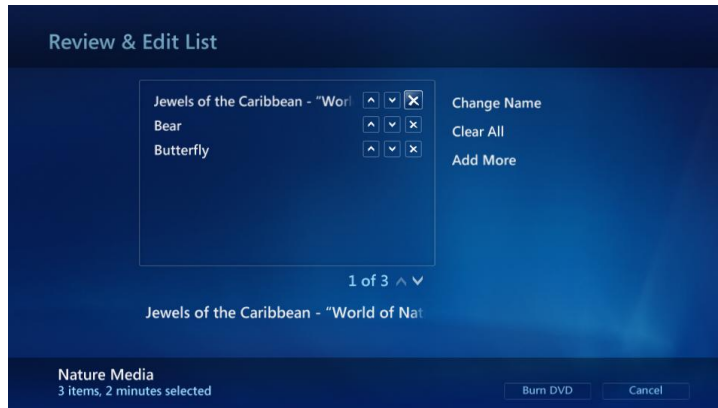 Review & Edit List
Jewels of the Caribbean - "Worl
Bear
Butterfly
Change Name
Clear All
Add More
1 of 3
Jewels of the Caribbean - "World of Nat
Nature Media
3 items, 2 minutes selected
Burn DVD
Cancel